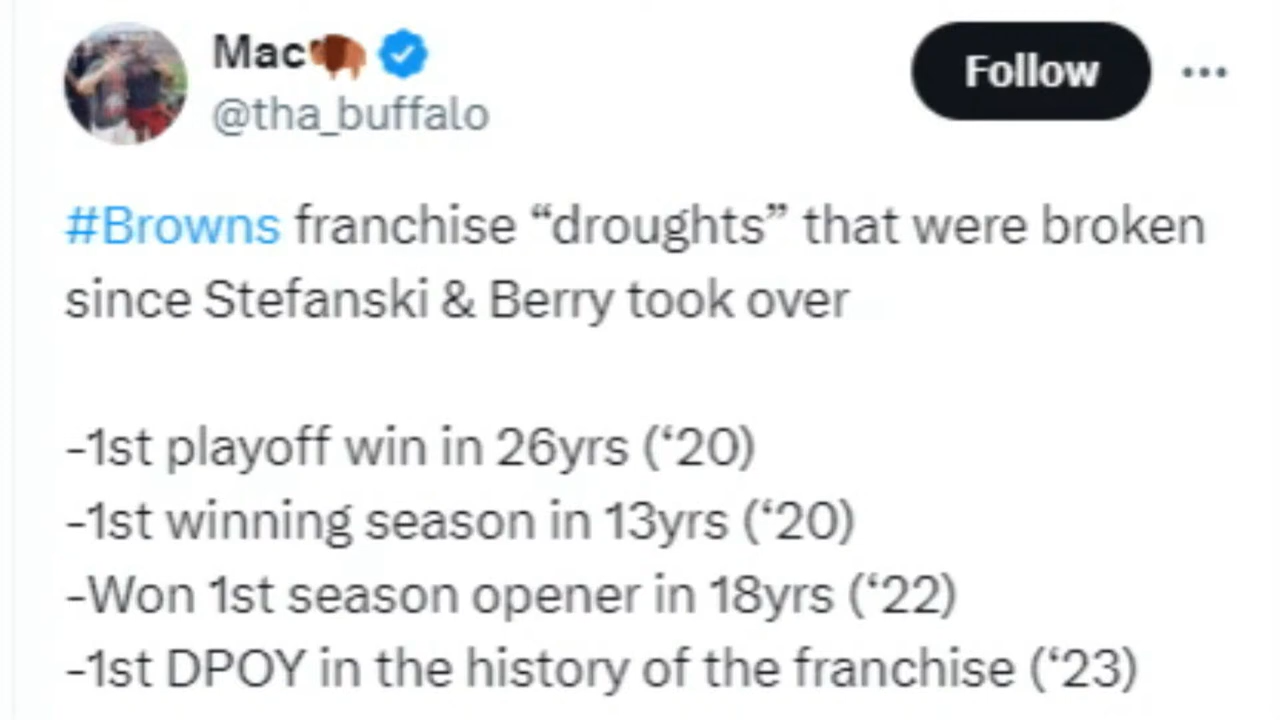 Mac🦬
@tha_buffalo
Follow
#Browns franchise “droughts” that were broken
since Stefanski & Berry took over
-1st playoff win in 26yrs (‘20)
-1st winning season in 13yrs (‘20)
-Won 1st season opener in 18yrs (‘22)
-1st DPOY in the history of the franchise (‘23)